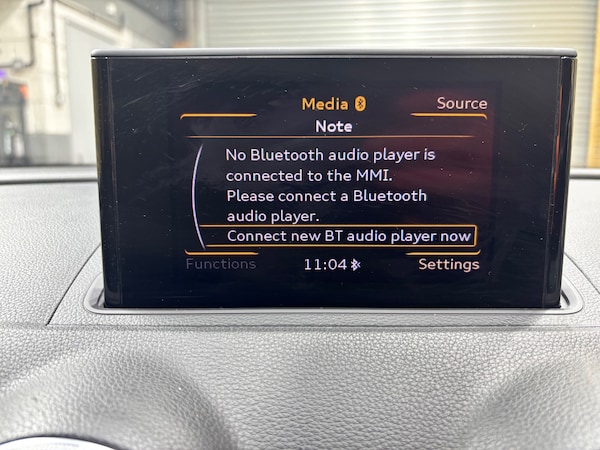 Media
Source
Note
No Bluetooth audio player is
connected to the MMI.
Please connect a Bluetooth
audio player.
Connect new BT audio player now
Functions
11:04
Settings